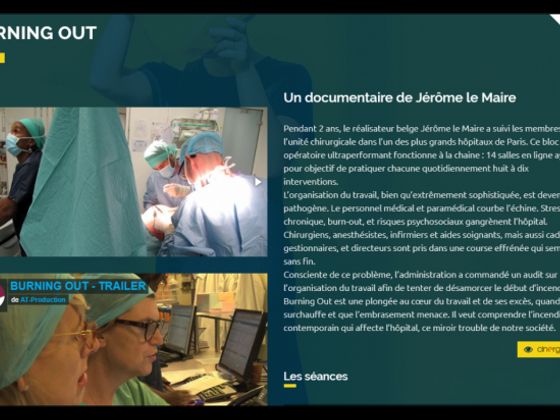 RNING OUT
Un documentaire de Jérôme le Maire
Pendant 2 ans, le réalisateur belge Jérôme le Maire a suivi les membre
l'unité chirurgicale dans l'un des plus grands hôpitaux de Paris. Ce bloc
opératoire ultraperformant fonctionne à la chaine : 14 salles en ligne a
pour objectif de pratiquer chacune quotidiennement huit à dix
interventions.
L'organisation du travail, bien qu'extrêmement sophistiquée, est deve
pathogène. Le personnel médical et paramédical courbe l'échine. Stres
chronique, burn-out, et risques psychosociaux gangrènent l'hôpital.
Chirurgiens, anesthésistes, infirmiers et aides soignants, mais aussi cad
gestionnaires, et directeurs sont pris dans une course effrénée qui sem
sans fin.
Consciente de ce problème, l'administration a commandé un audit sur
l'organisation du travail afin de tenter de désamorcer le début d'incen
Burning Out est une plongée au cœur du travail et de ses excès, quand
surchauffe et que l'embrasement menace. Il veut comprendre l'incendi
contemporain qui affecte l'hôpital, ce miroir trouble de notre société.
BURNING OUT - TRAILER
de AT-Production
Les séances